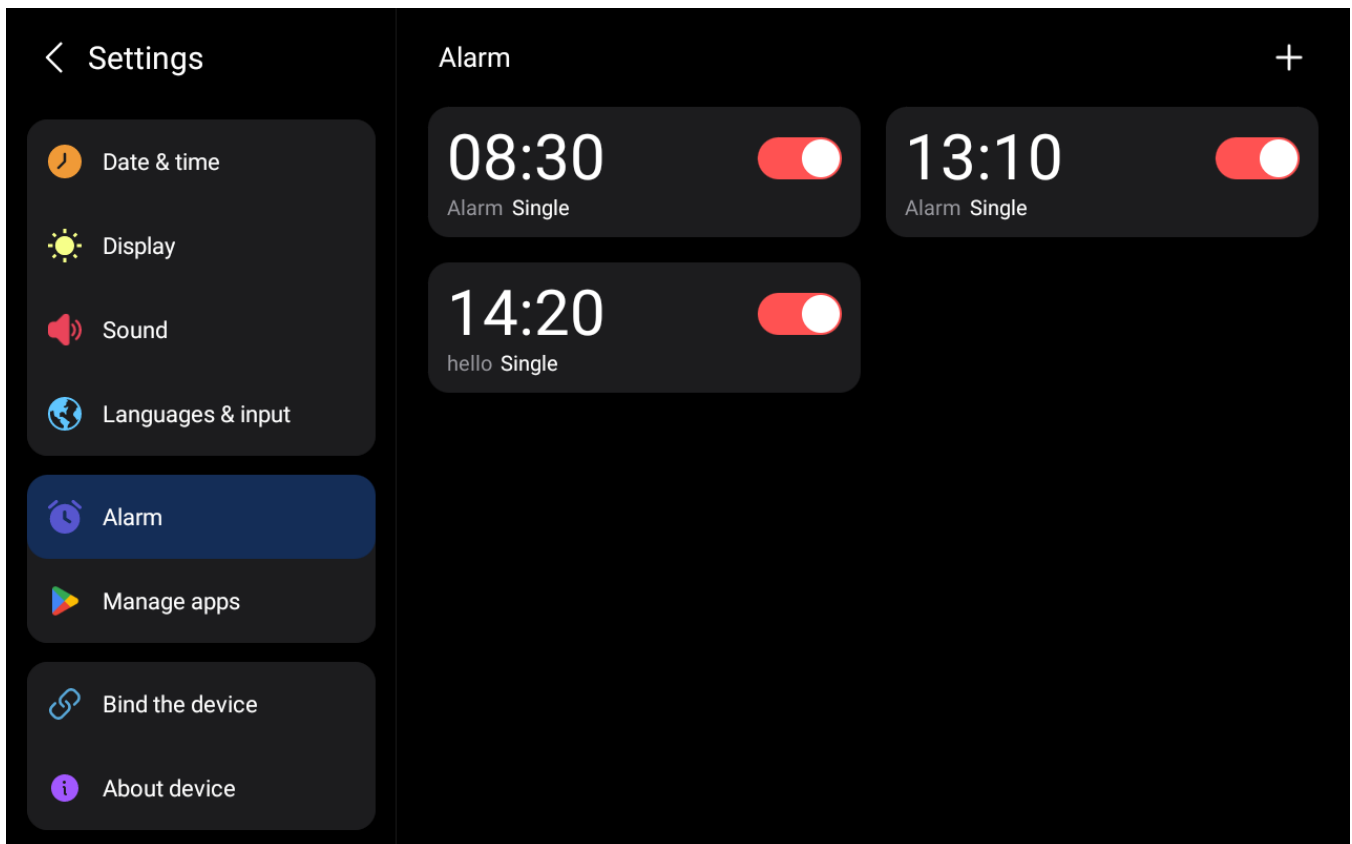 Settings
Date & time
Display
Sound
Languages & input
Alarm
Manage apps
Bind the device
About device
Alarm
08:30
Alarm Single
13:10
Alarm Single
14:20
hello Single